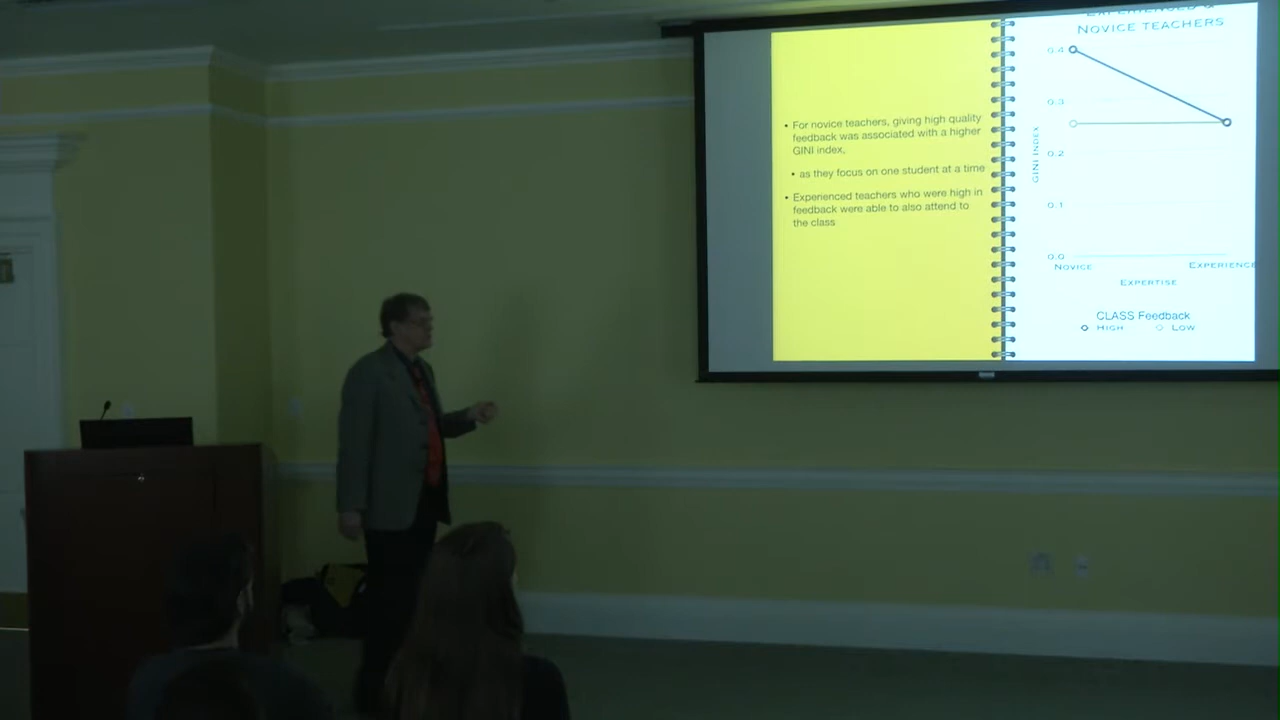 • For novice teachers, giving high quality
feedback was associated with a higher
GINI index,
• as they focus on one student at a time
• Experienced teachers who were high in
feedback were able to also attend to
the class
NOVICE TEACHERS
0.4
0.3
0.2
0.1
0.0
GINI INDEX
NOVICE
EXPERIENCE
EXPERTISE
CLASS Feedback
HIGH LOW